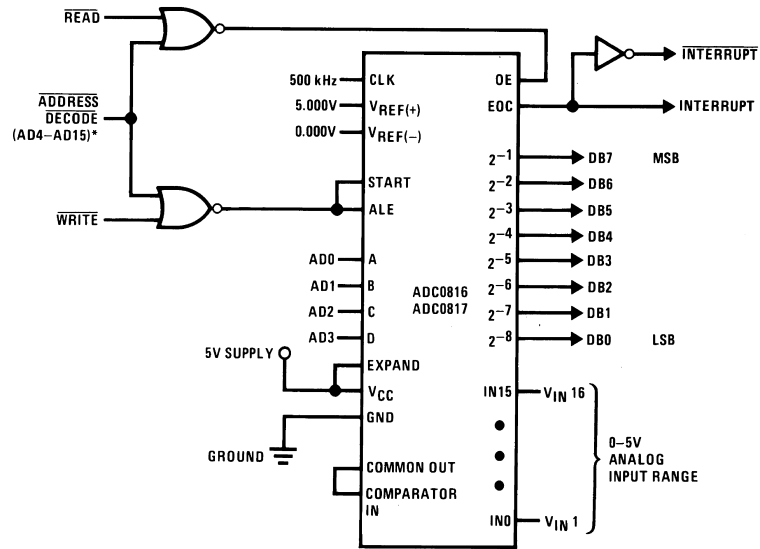 READ
ADDRESS
DECODE
(AD4–AD15)*
WRITE
500 kHz
CLK
5.000V
VREF(+)
0.000V
VREF(−)
START
ALE
AD0
A
AD1
B
AD2
C
AD3
D
5V SUPPLY
EXPAND
VCC
GND
GROUND
COMMON OUT
COMPARATOR
IN
ADC0816
ADC0817
OE
EOC
INTERRUPT
INTERRUPT
2−1
DB7
MSB
2−2
DB6
2−3
DB5
2−4
DB4
2−5
DB3
2−6
DB2
2−7
DB1
2−8
DB0
LSB
IN15
VIN 16
0–5V
ANALOG
INPUT RANGE
IN0
VIN 1